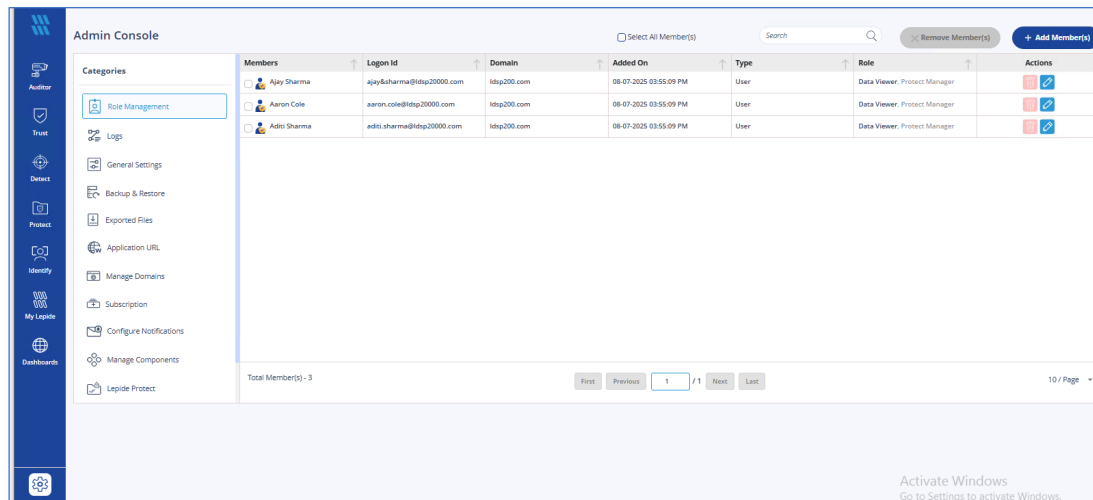 Admin Console
Select All Member(s)
Search
Remove Member(s)
+ Add Member(s)
Auditor
Trust
Detect
Protect
Identify
My Lepide
Dashboards
Categories
Role Management
Logs
General Settings
Backup & Restore
Exported Files
Application URL
Manage Domains
Subscription
Configure Notifications
Manage Components
Lepide Protect
Members Logon Id Domain Added On Type Role Actions
Ajay Sharma ajay&sharma@ldsp20000.com ldsp200.com 08-07-2025 03:55:09 PM User Data Viewer, Protect Manager
Aaron Cole aaron.cole@ldsp20000.com ldsp200.com 08-07-2025 03:55:09 PM User Data Viewer, Protect Manager
Aditi Sharma aditi.sharma@ldsp20000.com ldsp200.com 08-07-2025 03:55:09 PM User Data Viewer, Protect Manager
Total Member(s) - 3
First Previous 1 / 1 Next Last
10 / Page
Activate Windows
Go to Settings to activate Windows.